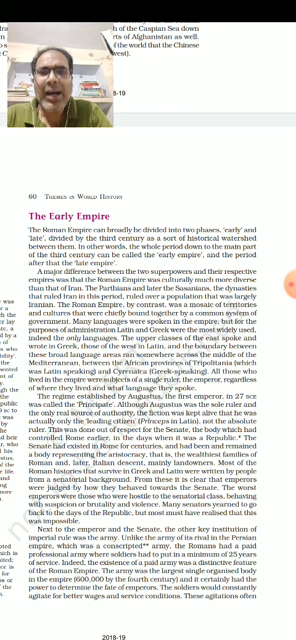 h of the Caspian Sea down
rts of Afghanistan as well.
f the world that the Chinese
west).
8-19
60 THEMES IN WORLD HISTORY
The Early Empire
The Roman Empire can broadly be divided into two phases, 'early' and
'late', divided by the third century as a sort of historical watershed
between them. In other words, the whole period down to the main part
of the third century can be called the 'early empire', and the period
after that the 'late empire'.
A major difference between the two superpowers and their respective
empires was that the Roman Empire was culturally much more diverse
than that of Iran. The Parthians and later the Sasanians, the dynasties
that ruled Iran in this period, ruled over a population that was largely
Iranian. The Roman Empire, by contrast, was a mosaic of territories
and cultures that were chiefly bound together by a common system of
government. Many languages were spoken in the empire, but for the
purposes of administration Latin and Greek were the most widely used,
indeed the only languages. The upper classes of the east spoke and
wrote in Greek, those of the west in Latin, and the boundary between
these broad language areas ran somewhere across the middle of the
Mediterranean, between the African provinces of Tripolitania (which
was Latin speaking) and Cyrenaica (Greek-speaking). All those who
lived in the empire were subjects of a single ruler, the emperor, regardless
of where they lived and what language they spoke.
The regime established by Augustus, the first emperor, in 27 BCE
was called the 'Principate'. Although Augustus was the sole ruler and
the only real source of authority, the fiction was kept alive that he was
actually only the 'leading citizen' (Princeps in Latin), not the absolute
ruler. This was done out of respect for the Senate, the body which had
controlled Rome earlier, in the days when it was a Republic.* The
Senate had existed in Rome for centuries, and had been and remained
a body representing the aristocracy, that is, the wealthiest families of
Roman and, later, Italian descent, mainly landowners. Most of the
Roman histories that survive in Greek and Latin were written by people
from a senatorial background. From these it is clear that emperors
were judged by how they behaved towards the Senate. The worst
emperors were those who were hostile to the senatorial class, behaving
with suspicion or brutality and violence. Many senators yearned to go
back to the days of the Republic, but most must have realised that this
was impossible.
Next to the emperor and the Senate, the other key institution of
imperial rule was the army. Unlike the army of its rival in the Persian
empire, which was a conscripted** army, the Romans had a paid
professional army where soldiers had to put in a minimum of 25 years
of service. Indeed, the existence of a paid army was a distinctive feature
of the Roman Empire. The army was the largest single organised body
in the empire (600,000 by the fourth century) and it certainly had the
power to determine the fate of emperors. The soldiers would constantly
agitate for better wages and service conditions. These agitations often
2018-19